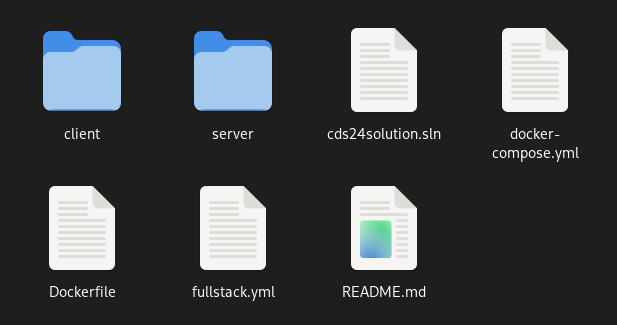 client
server
cds24solution.sln
docker-
compose.yml
Dockerfile
fullstack.yml
README.md